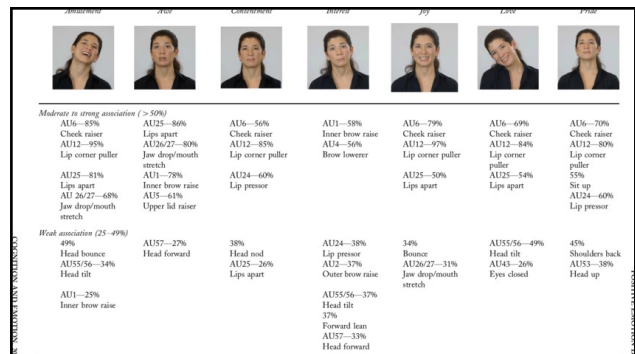 Amusement Awe Contentment Interest Joy Love Pride
Moderate to strong association (>50%)
AU6—85% AU25—86% AU6—56% AU1—58% AU6—79% AU6—69% AU6—70%
Cheek raiser Lips apart Cheek raiser Inner brow raise Cheek raiser Cheek raiser Cheek raiser
AU12—95% AU26/27—80% AU12—85% AU4—56% AU12—97% AU12—84% AU12—80%
Lip corner puller Jaw drop/mouth Lip corner puller Brow lowerer Lip corner puller Lip corner Lip corner
stretch puller puller
AU25—81% AU1—78% AU24—60% AU25—50% AU25—54% 55%
Lips apart Inner brow raise Lip pressor Lips apart Lips apart Sit up
AU 26/27—68% AU5—61% AU24—60%
Jaw drop/mouth Upper lid raiser Lip pressor
stretch
Weak association (25–49%)
49% AU57—27% 38% AU24—38% 34% AU55/56—49% 45%
Head bounce Head forward Head nod Lip pressor Bounce Head tilt Shoulders back
AU55/56—34% AU25—26% AU2—37% AU26/27—31% AU43—26% AU53—38%
Head tilt Lips apart Outer brow raise Jaw drop/mouth Eyes closed Head up
stretch
AU1—25% AU55/56—37%
Inner brow raise Head tilt
37%
Forward lean
AU57—33%
Head forward
COGNITION AND EMOTION,